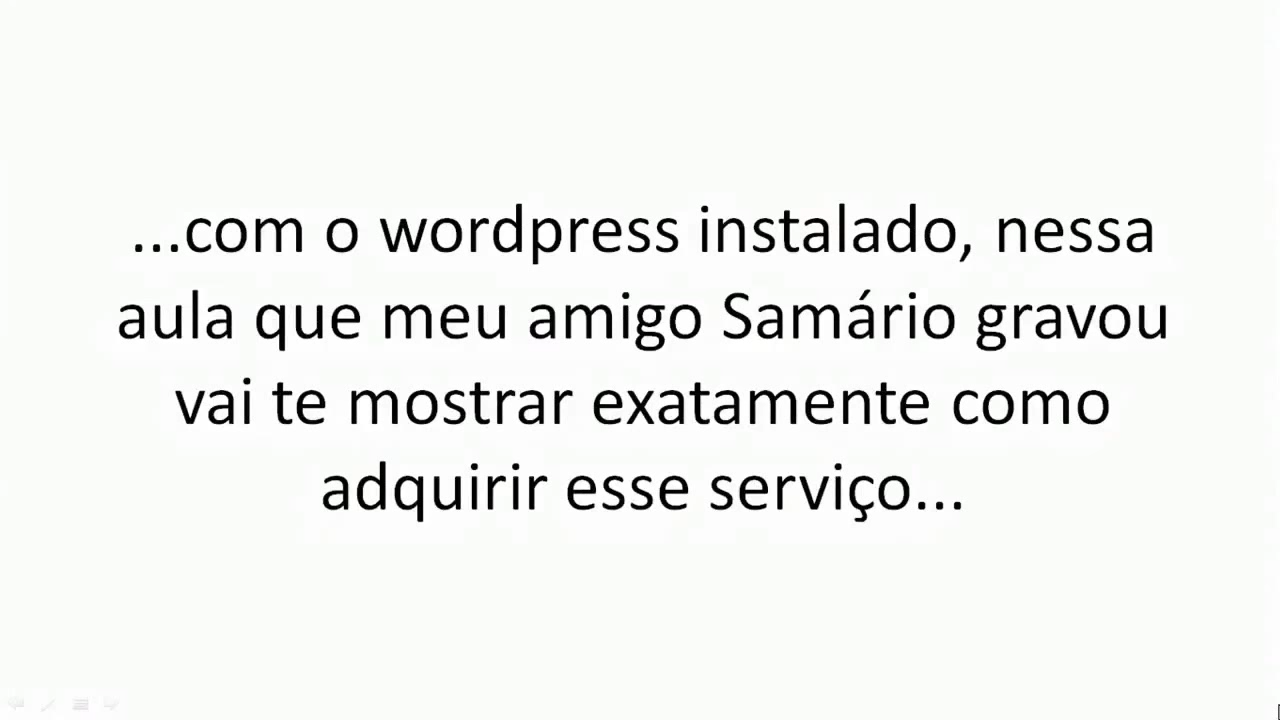 ...com o wordpress instalado, nessa
aula que meu amigo Samário gravou
vai te mostrar exatamente como
adquirir esse serviço...